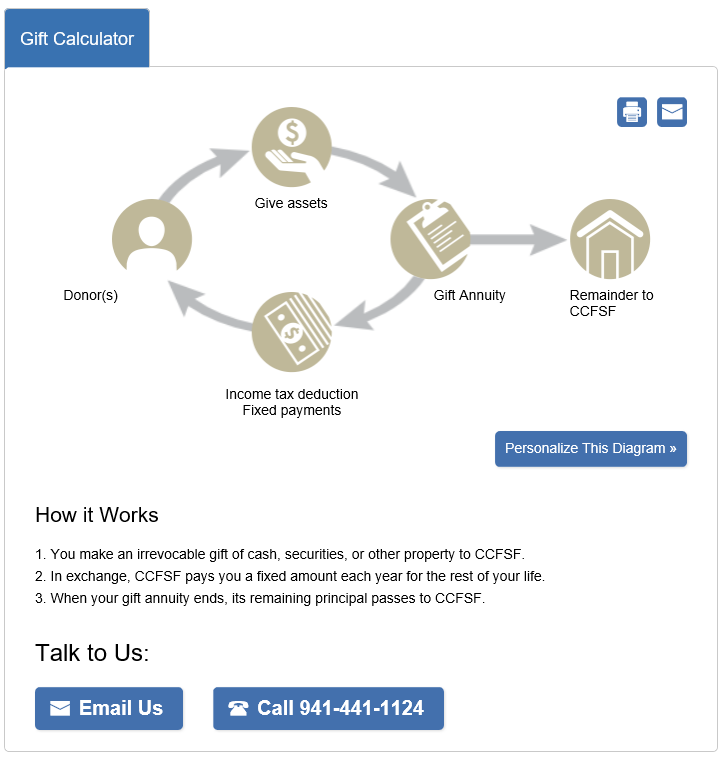 Gift Calculator
$
Give assets
Donor(s)
Gift Annuity
Remainder to
CCFSF
$
Income tax deduction
Fixed payments
Personalize This Diagram »
How it Works
1. You make an irrevocable gift of cash, securities, or other property to CCFSF.
2. In exchange, CCFSF pays you a fixed amount each year for the rest of your life.
3. When your gift annuity ends, its remaining principal passes to CCFSF.
Talk to Us:
Email Us
Call 941-441-1124